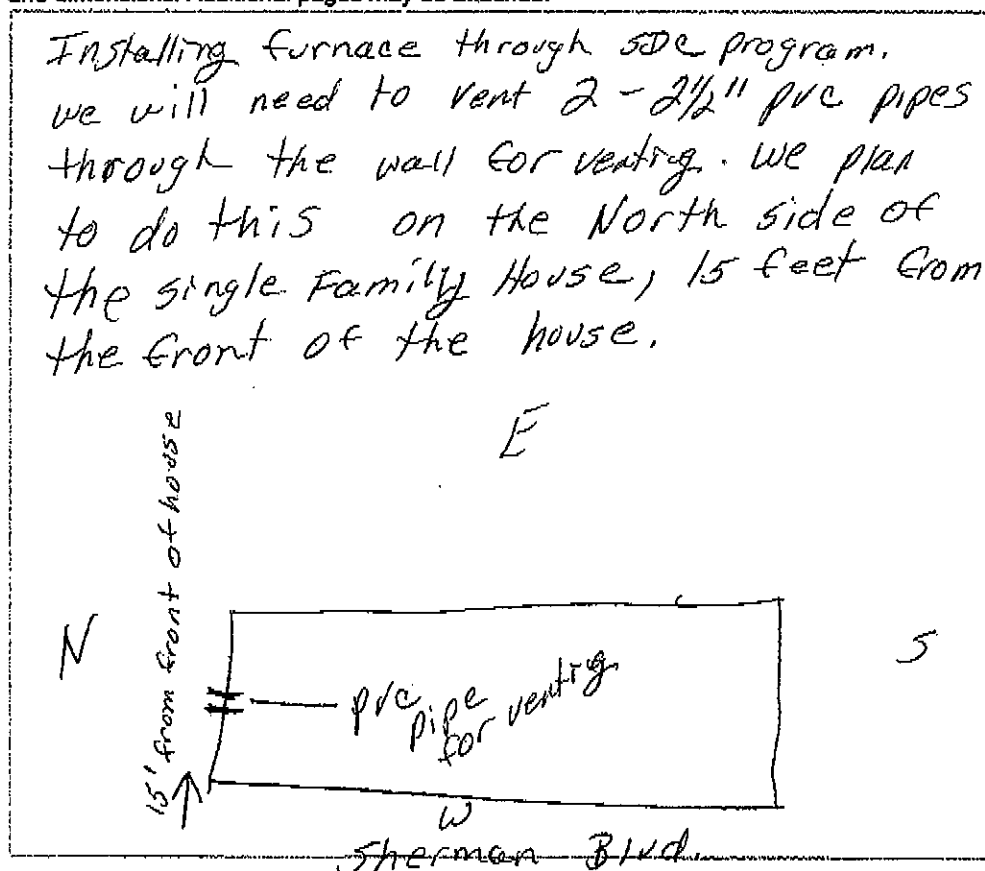 Installing furnace through SDC program.
we will need to vent 2 - 2½" pvc pipes
through the wall for venting. We plan
to do this on the North side of
the single Family House, 15 feet from
the front of the house.
E
15' from front of house
N
S
pvc
pipe
for venting
W
Sherman Blvd.